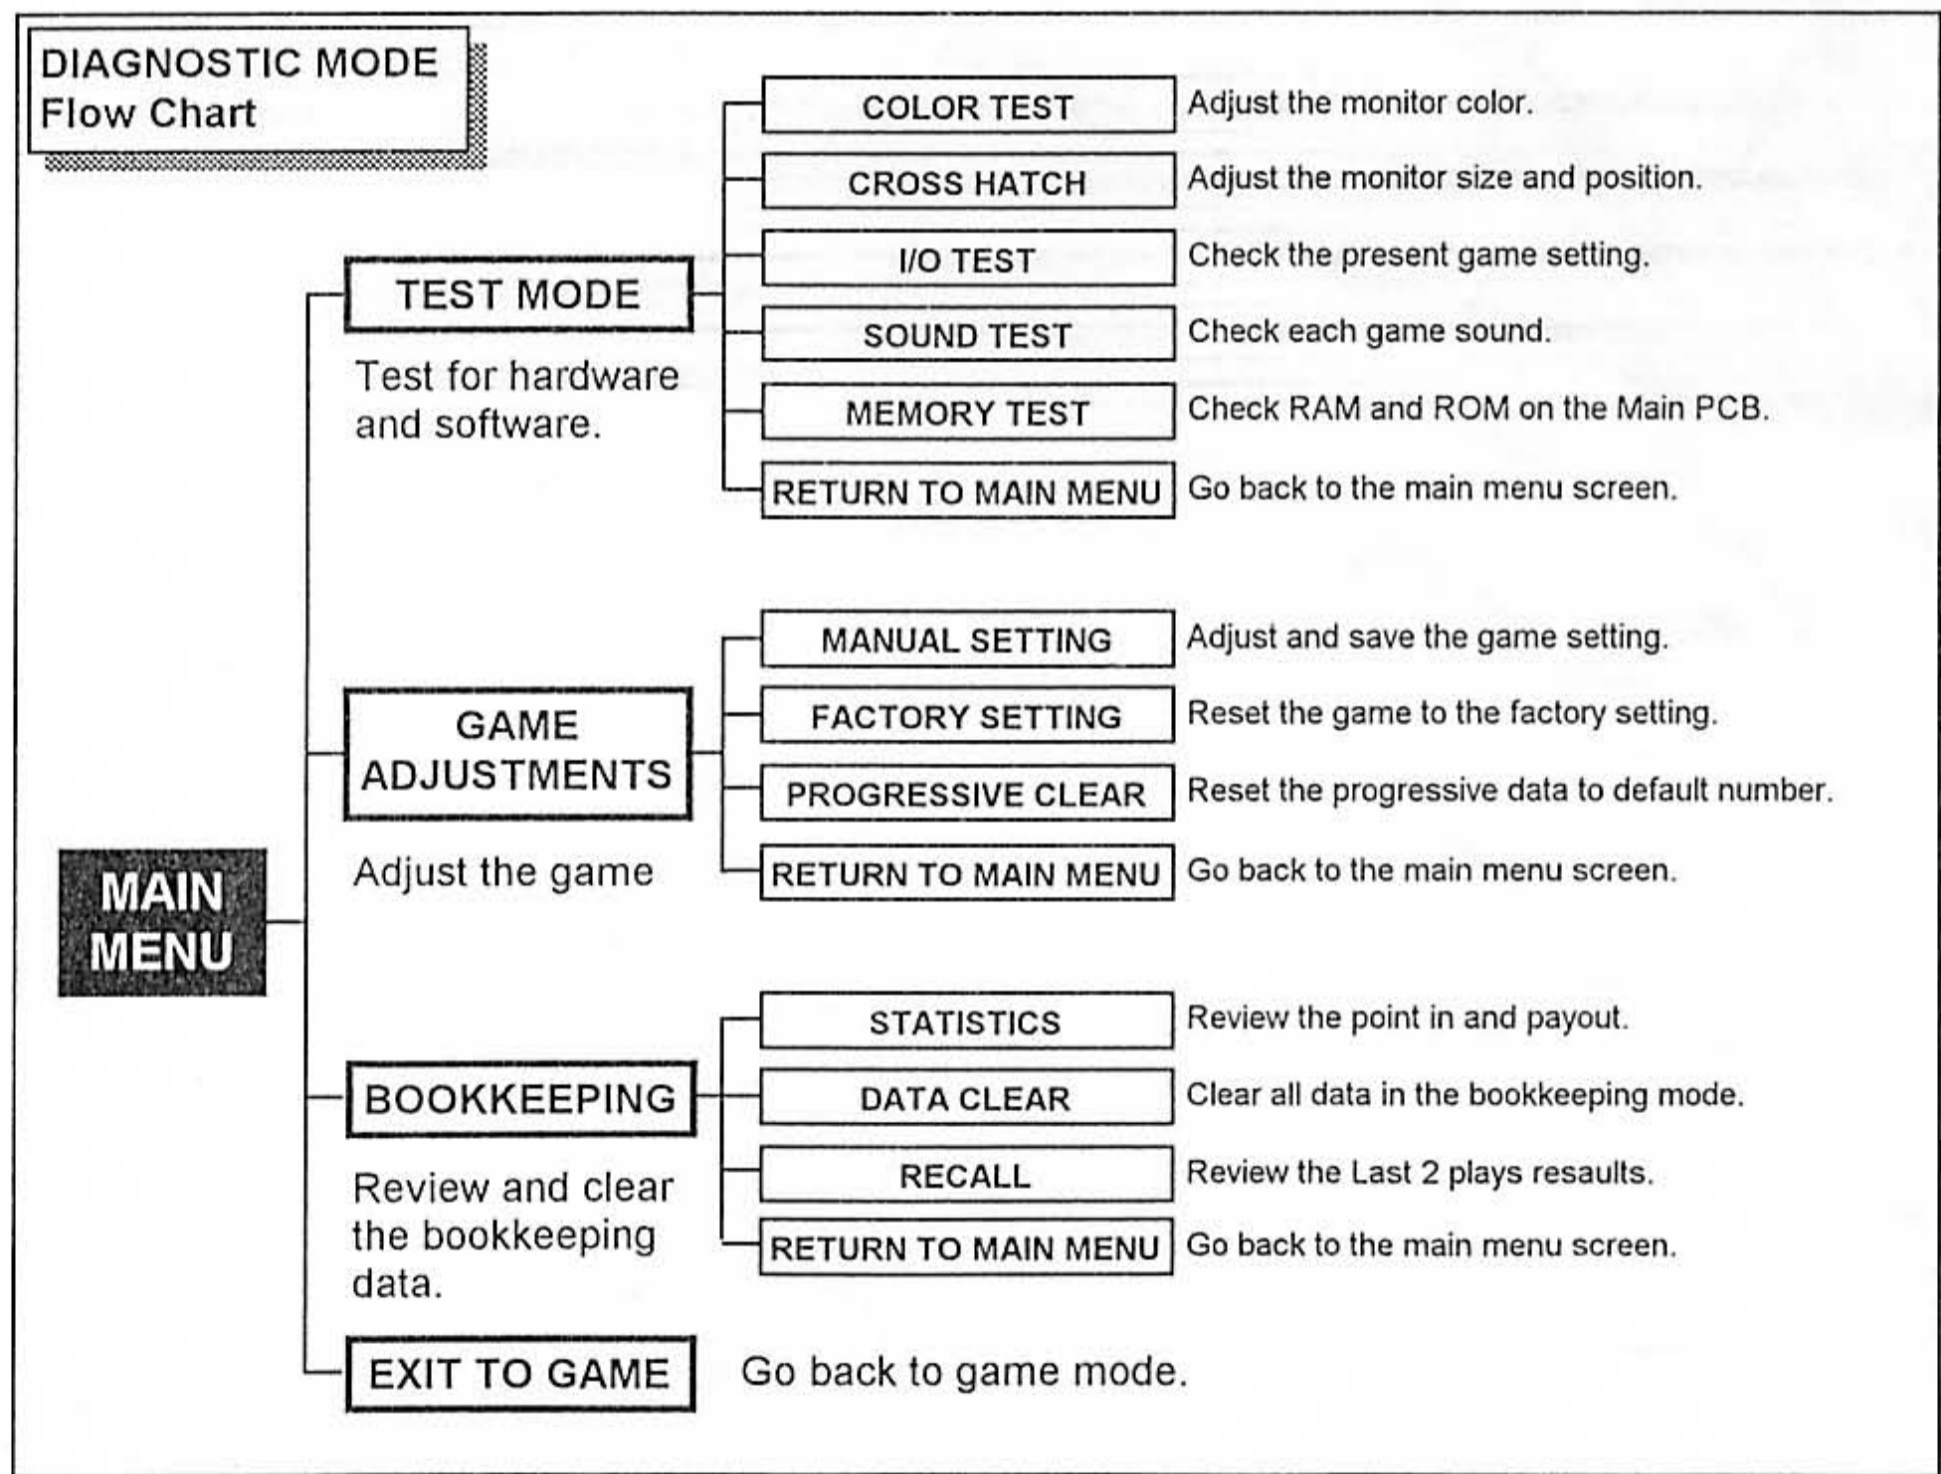 DIAGNOSTIC MODE
Flow Chart
MAIN
MENU
TEST MODE
Test for hardware
and software.
COLOR TEST Adjust the monitor color.
CROSS HATCH Adjust the monitor size and position.
I/O TEST Check the present game setting.
SOUND TEST Check each game sound.
MEMORY TEST Check RAM and ROM on the Main PCB.
RETURN TO MAIN MENU Go back to the main menu screen.
GAME
ADJUSTMENTS
Adjust the game
MANUAL SETTING Adjust and save the game setting.
FACTORY SETTING Reset the game to the factory setting.
PROGRESSIVE CLEAR Reset the progressive data to default number.
RETURN TO MAIN MENU Go back to the main menu screen.
BOOKKEEPING
Review and clear
the bookkeeping
data.
STATISTICS Review the point in and payout.
DATA CLEAR Clear all data in the bookkeeping mode.
RECALL Review the Last 2 plays resaults.
RETURN TO MAIN MENU Go back to the main menu screen.
EXIT TO GAME Go back to game mode.